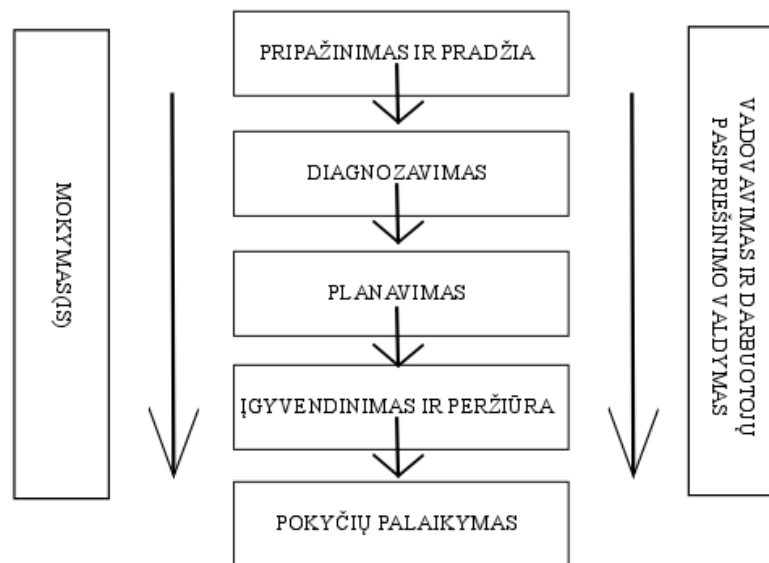 PRIPAŽINIMAS IR PRADŽIA
DIAGNOZAVIMAS
PLANAVIMAS
ĮGYVENDINIMAS IR PERŽIŪRA
POKYČIŲ PALAIKYMAS
MOKYMAS(IS)
VADOVAVIMAS IR DARBUOTOJŲ
PASIPRIEŠINIMO VALDYMAS